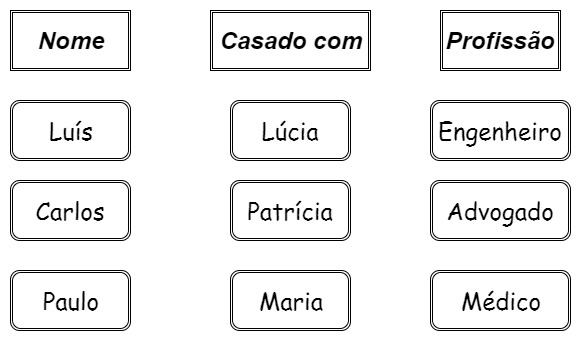 Nome Casado com Profissão
Luís Lúcia Engenheiro
Carlos Patrícia Advogado
Paulo Maria Médico